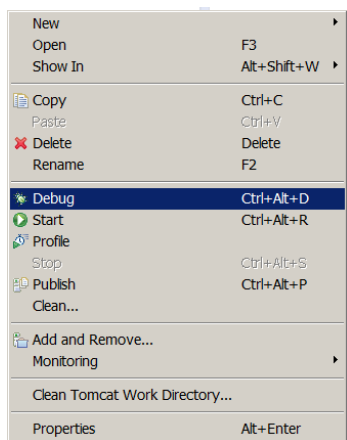 New
Open F3
Show In Alt+Shift+W
Copy Ctrl+C
Paste Ctrl+V
Delete Delete
Rename F2
Debug Ctrl+Alt+D
Start Ctrl+Alt+R
Profile
Stop Ctrl+Alt+S
Publish Ctrl+Alt+P
Clean...
Add and Remove...
Monitoring
Clean Tomcat Work Directory...
Properties Alt+Enter